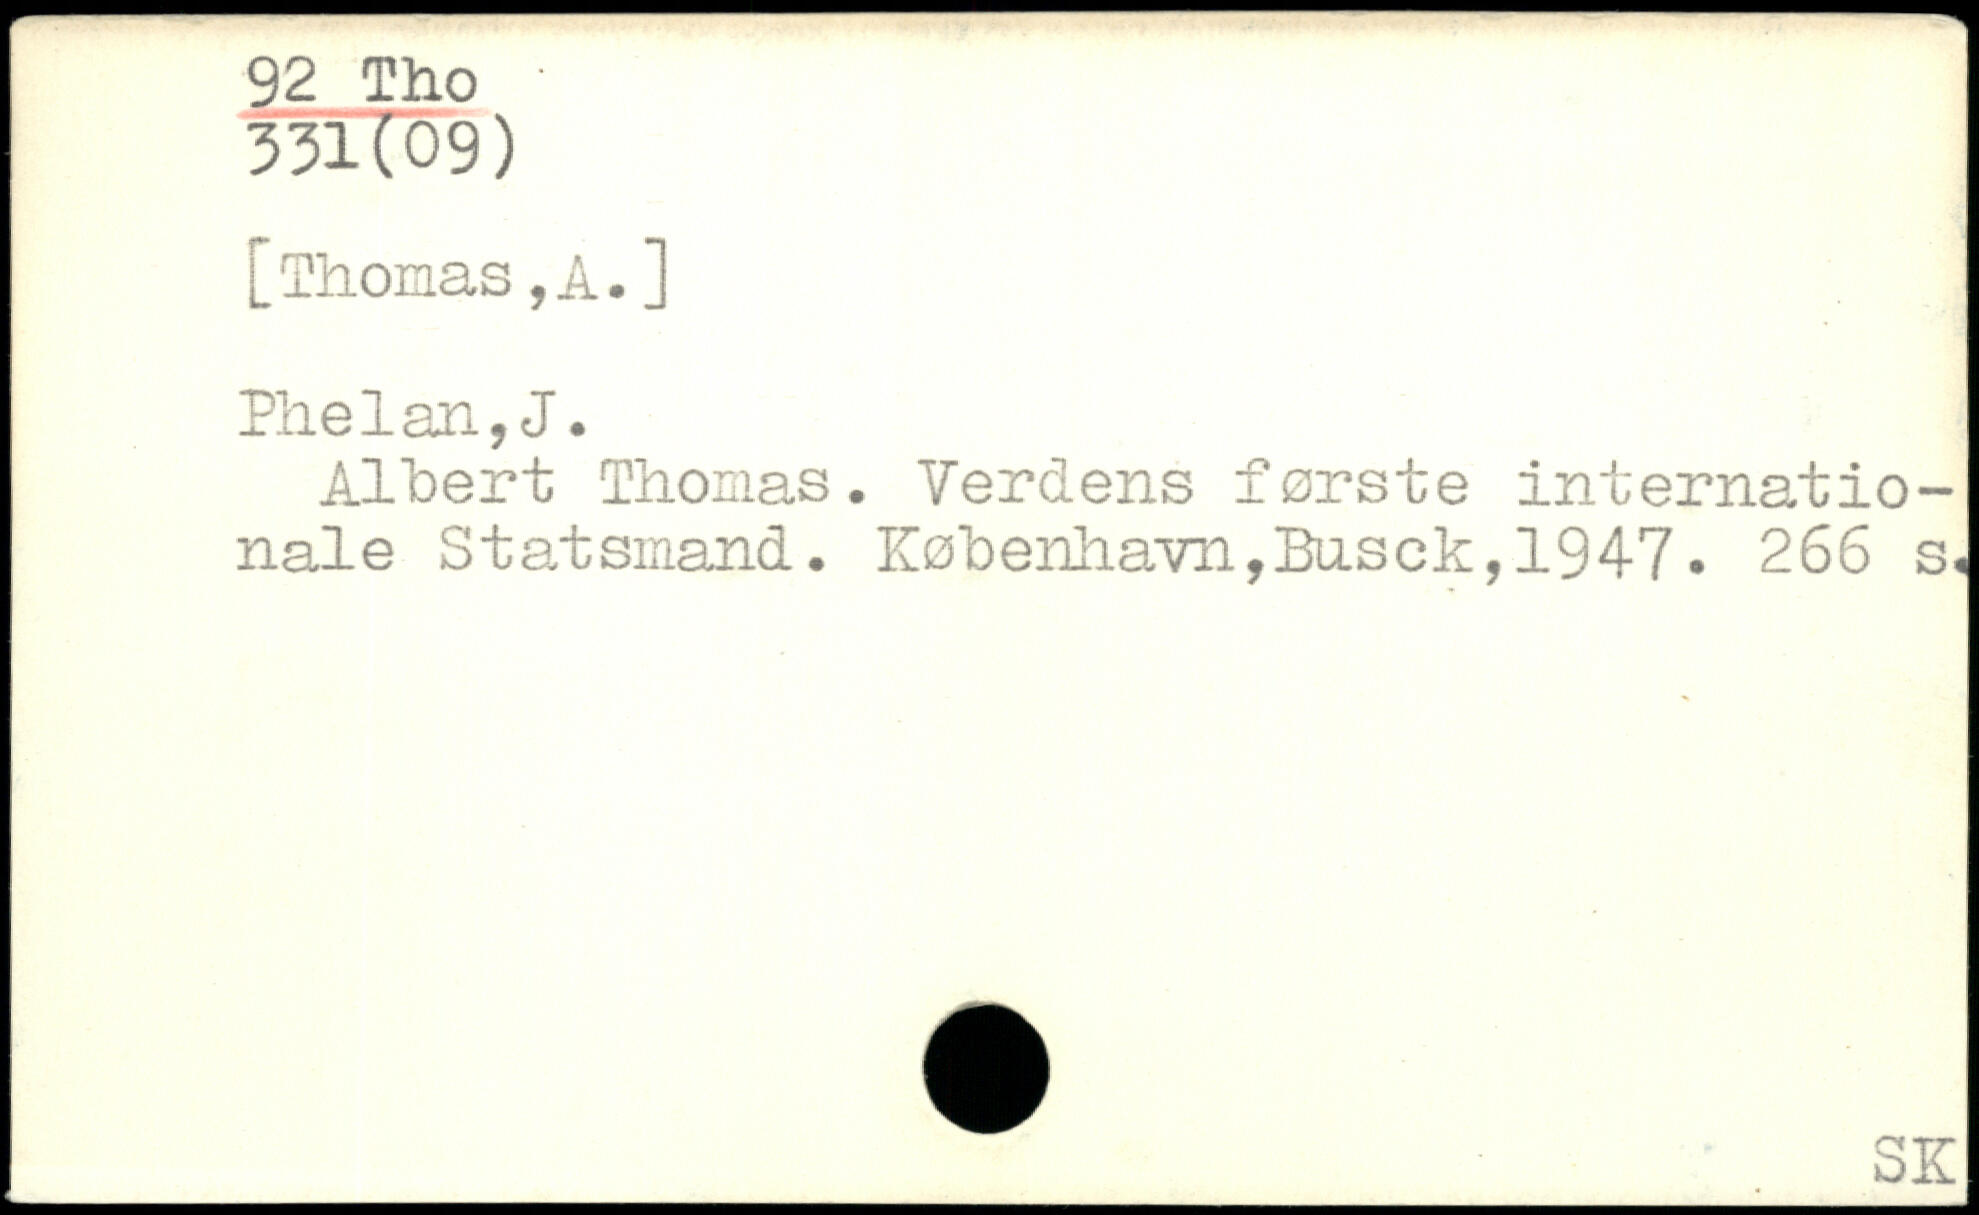 92 Tho
331(09)
[Thomas,A.]
Phelan,J.
Albert Thomas. Verdens første internatio-
nale Statsmand. København,Busck,1947. 266 s.
SK